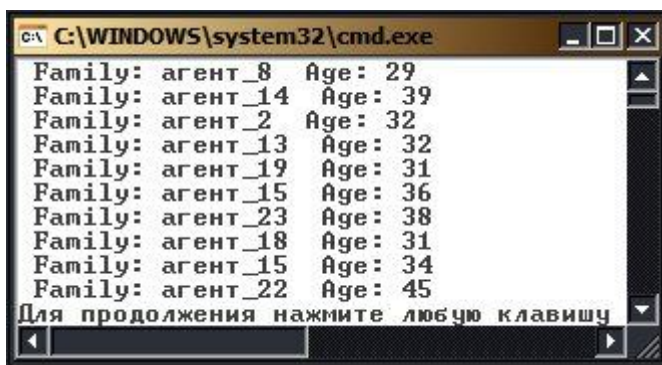 C:\WINDOWS\system32\cmd.exe
Family: агент_8 Age: 29
Family: агент_14 Age: 39
Family: агент_2 Age: 32
Family: агент_13 Age: 32
Family: агент_19 Age: 31
Family: агент_15 Age: 36
Family: агент_23 Age: 38
Family: агент_18 Age: 31
Family: агент_15 Age: 34
Family: агент_22 Age: 45
Для продолжения нажмите любую клавишу